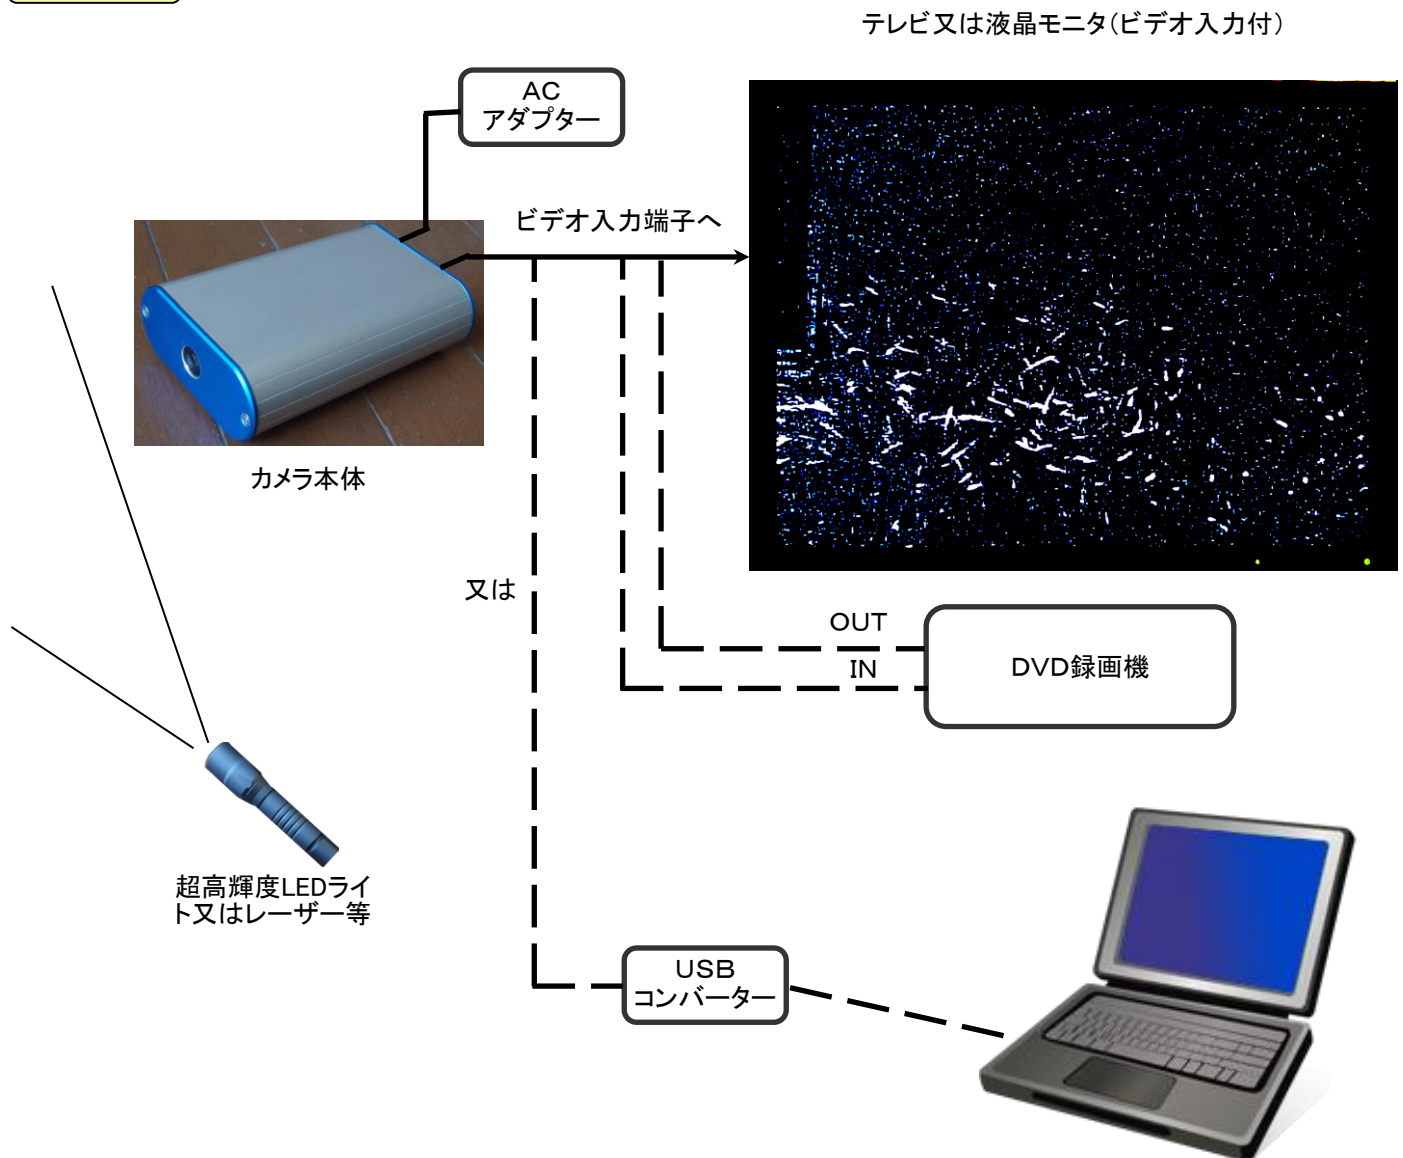 テレビ又は液晶モニタ(ビデオ入力付)
AC
アダプター
ビデオ入力端子へ
カメラ本体
又は
OUT
IN
DVD録画機
超高輝度LEDライ
ト又はレーザー等
USB
コンバーター